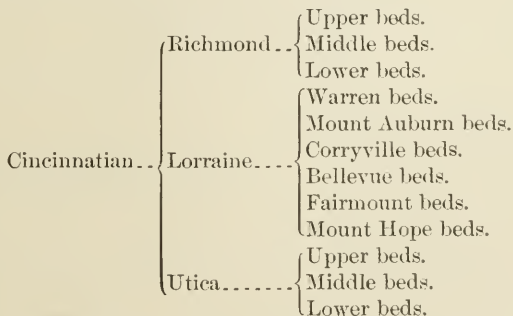 Upper beds.
Richmond -- Middle beds.
Lower beds.
Warren beds.
Mount Auburn beds.
Corryville beds.
Cincinnatian -- Lorraine ---- Bellevue beds.
Fairmount beds.
Mount Hope beds.
Upper beds.
Utica ------- Middle beds.
Lower beds.